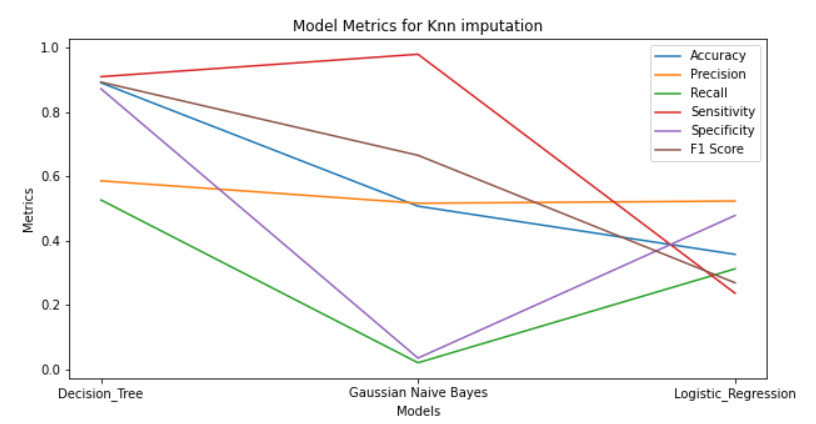 Model Metrics for Knn imputation
1.0
0.8
0.6
0.4
0.2
0.0
Metrics
Accuracy
Precision
Recall
Sensitivity
Specificity
F1 Score
Decision_Tree
Gaussian Naive Bayes
Logistic_Regression
Models